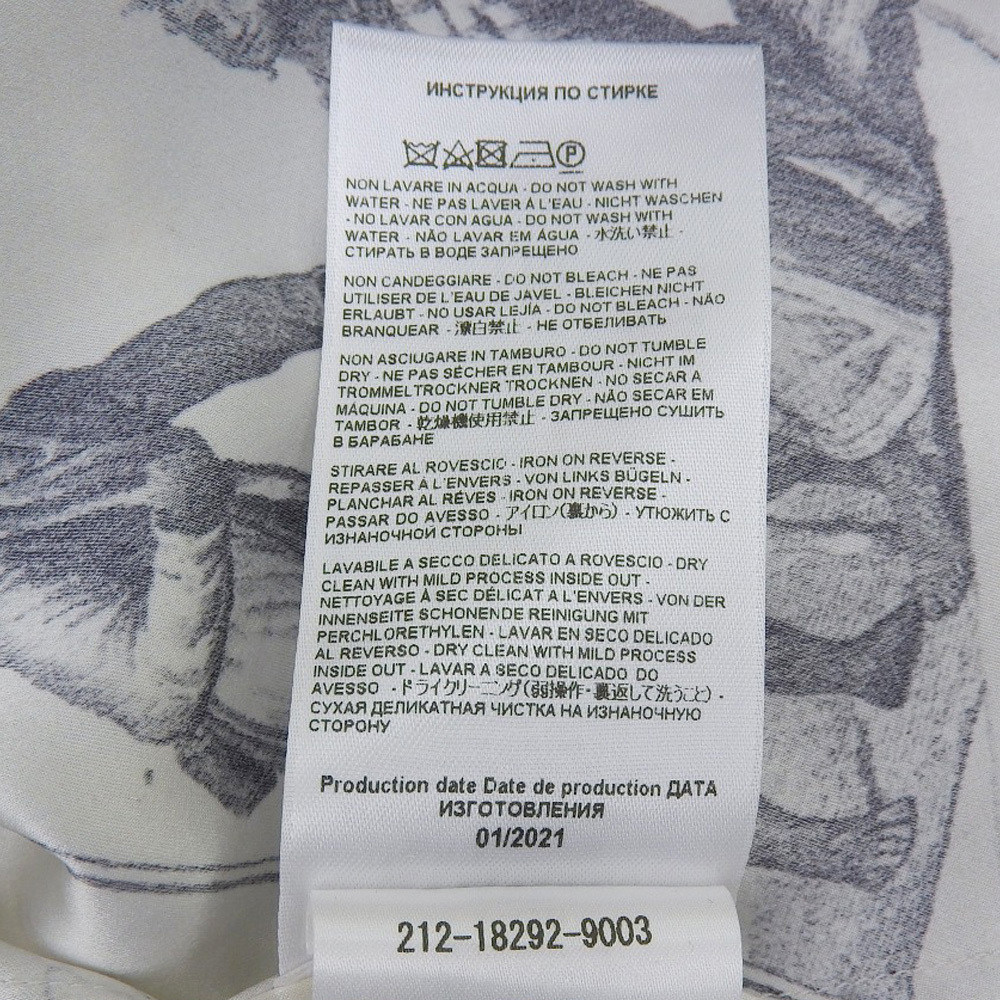 ИНСТРУКЦИЯ ПО СТИРКЕ
P
NON LAVARE IN ACQUA - DO NOT WASH WITH
WATER - NE PAS LAVER À L'EAU - NICHT WASCHEN
- NO LAVAR CON AGUA - DO NOT WASH WITH
WATER - NÃO LAVAR EM ÁGUA - 水洗い禁止 -
СТИРАТЬ В ВОДЕ ЗАПРЕЩЕНО
NON CANDEGGIARE - DO NOT BLEACH - NE PAS
UTILISER DE L'EAU DE JAVEL - BLEICHEN NICHT
ERLAUBT - NO USAR LEJÍA - DO NOT BLEACH - NÃO
BRANQUEAR - 漂白禁止 - НЕ ОТБЕЛИВАТЬ
NON ASCIUGARE IN TAMBURO - DO NOT TUMBLE
DRY - NE PAS SÉCHER EN TAMBOUR - NICHT IM
TROMMELTROCKNER TROCKNEN - NO SECAR A
MÁQUINA - DO NOT TUMBLE DRY - NÃO SECAR EM
TAMBOR - 乾燥機使用禁止 - ЗАПРЕЩЕНО СУШИТЬ
В БАРАБАНЕ
STIRARE AL ROVESCIO - IRON ON REVERSE -
REPASSER À L'ENVERS - VON LINKS BÜGELN -
PLANCHAR AL RÉVES - IRON ON REVERSE -
PASSAR DO AVESSO - アイロン(裏から) - УТЮЖИТЬ С
ИЗНАНОЧНОЙ СТОРОНЫ
LAVABILE A SECCO DELICATO A ROVESCIO - DRY
CLEAN WITH MILD PROCESS INSIDE OUT -
NETTOYAGE À SEC DÉLICAT A L'ENVERS - VON DER
INNENSEITE SCHONENDE REINIGUNG MIT
PERCHLORETHYLEN - LAVAR EN SECO DELICADO
AL REVERSO - DRY CLEAN WITH MILD PROCESS
INSIDE OUT - LAVAR A SECO DELICADO DO
AVESSO - ドライクリーニング(弱操作・裏返して洗うこと) -
СУХАЯ ДЕЛИКАТНАЯ ЧИСТКА НА ИЗНАНОЧНУЮ
СТОРОНУ
Production date Date de production ДАТА
ИЗГОТОВЛЕНИЯ
01/2021
212-18292-9003